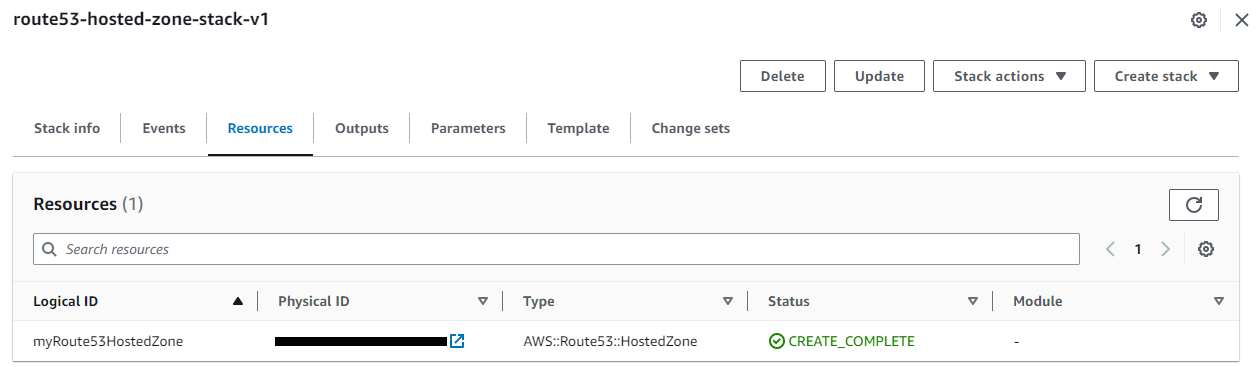 route53-hosted-zone-stack-v1
Delete Update Stack actions Create stack
Stack info Events Resources Outputs Parameters Template Change sets
Resources (1)
Search resources 1
Logical ID Physical ID Type Status Module
myRoute53HostedZone AWS::Route53::HostedZone CREATE_COMPLETE -